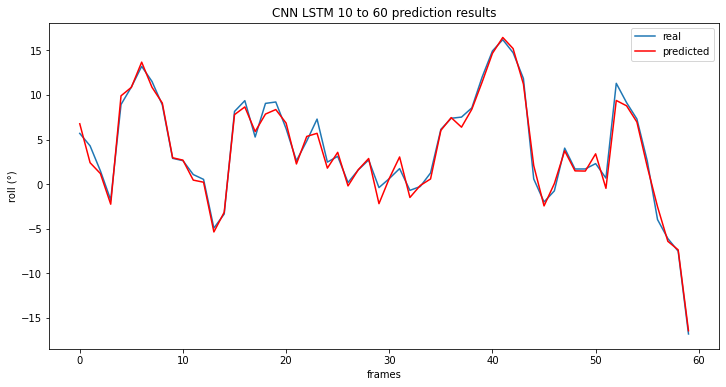 CNN LSTM 10 to 60 prediction results
real
predicted
roll (°)
15
10
5
0
−5
−10
−15
0 10 20 30 40 50 60
frames